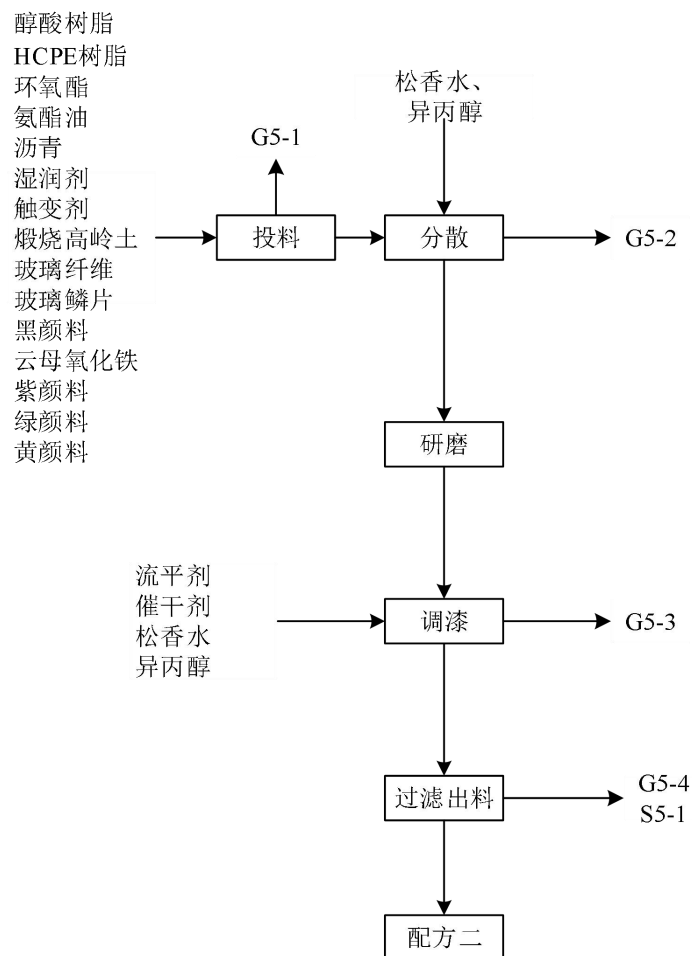 醇酸树脂
HCPE树脂
环氧酯
氨酯油
沥青
湿润剂
触变剂
煅烧高岭土
玻璃纤维
玻璃鳞片
黑颜料
云母氧化铁
紫颜料
绿颜料
黄颜料
G5-1
投料
松香水、
异丙醇
分散
G5-2
研磨
流平剂
催干剂
松香水
异丙醇
调漆
G5-3
过滤出料
G5-4
S5-1
配方二